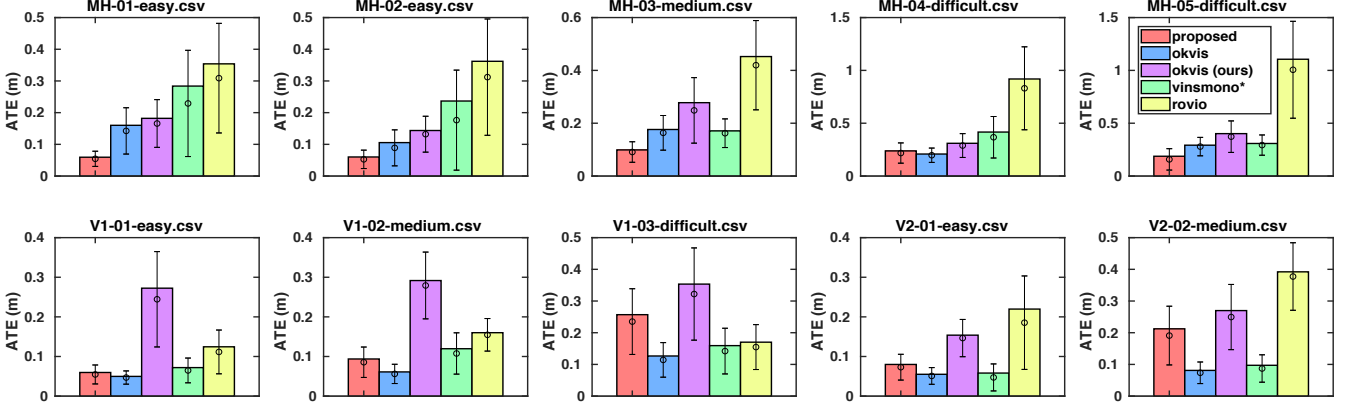 MH-01-easy.csv
0.5
0.4
0.3
0.2
0.1
0
ATE (m)
MH-02-easy.csv
0.5
0.4
0.3
0.2
0.1
0
ATE (m)
MH-03-medium.csv
0.6
0.4
0.2
0
ATE (m)
MH-04-difficult.csv
1.5
1
0.5
0
ATE (m)
MH-05-difficult.csv
1.5
1
0.5
0
ATE (m)
proposed
okvis
okvis (ours)
vinsmono*
rovio
V1-01-easy.csv
0.4
0.3
0.2
0.1
0
ATE (m)
V1-02-medium.csv
0.4
0.3
0.2
0.1
0
ATE (m)
V1-03-difficult.csv
0.5
0.4
0.3
0.2
0.1
0
ATE (m)
V2-01-easy.csv
0.4
0.3
0.2
0.1
0
ATE (m)
V2-02-medium.csv
0.5
0.4
0.3
0.2
0.1
0
ATE (m)